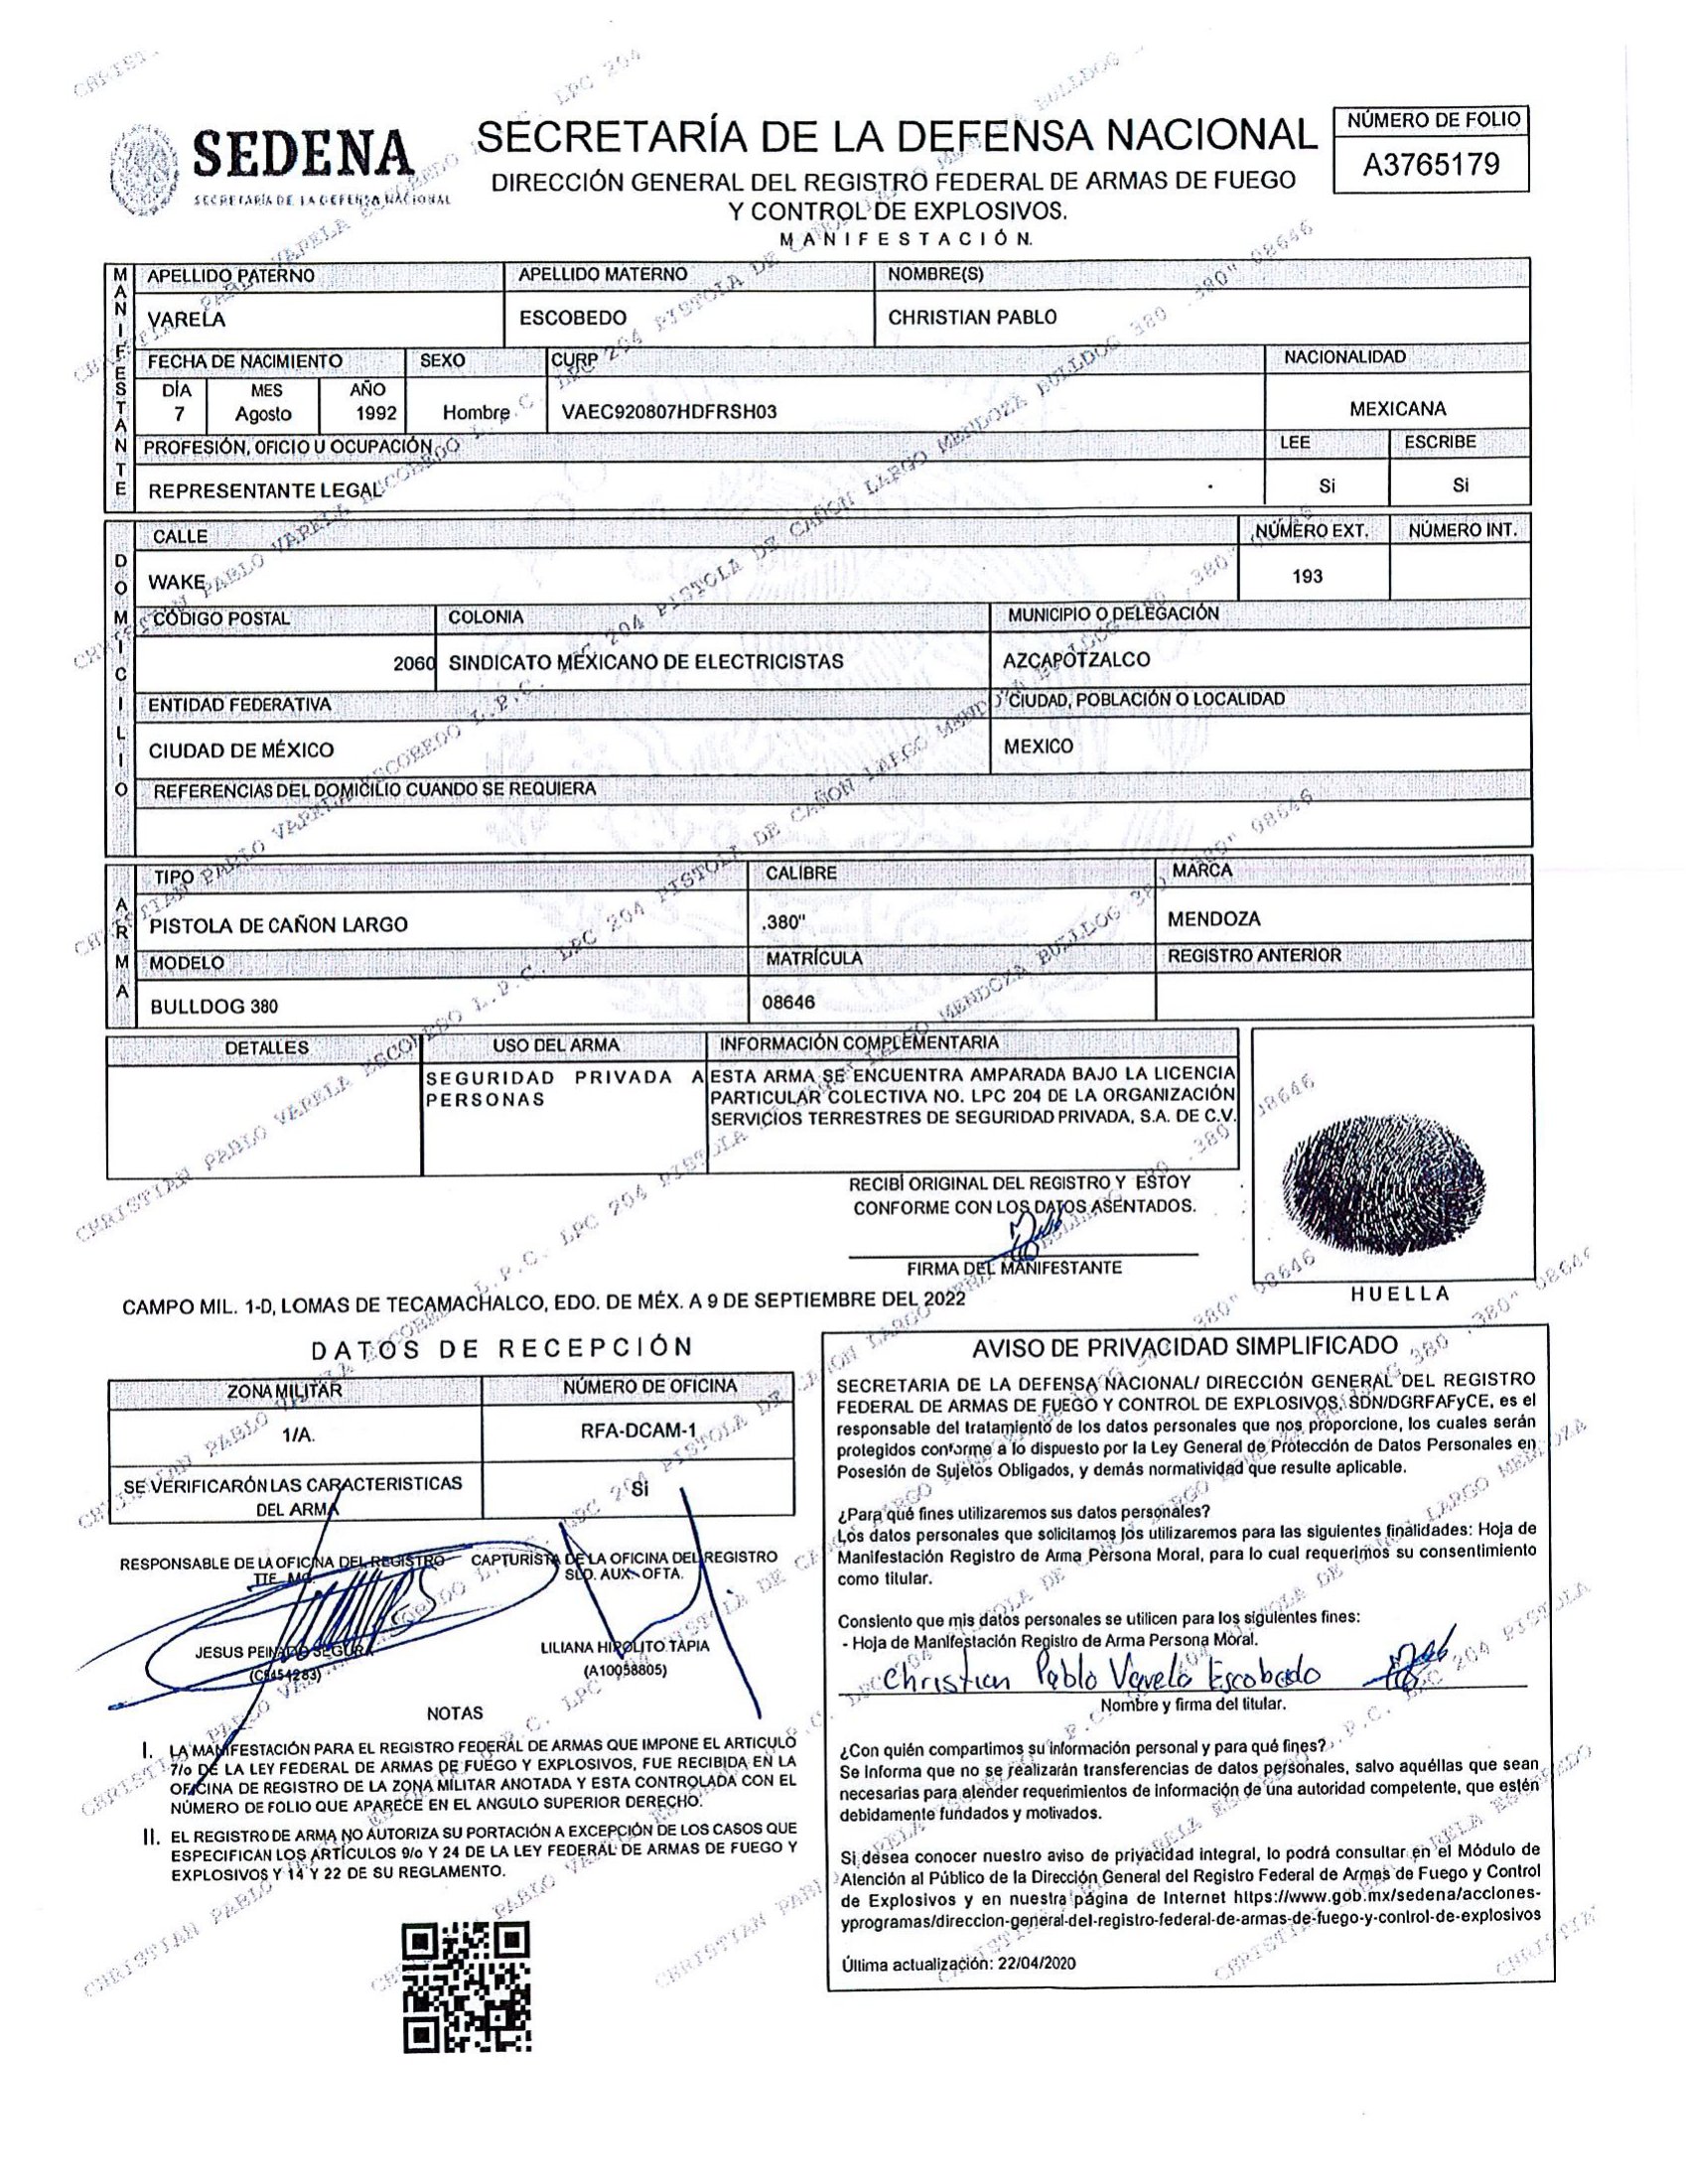 SEDENA
SECRETARÍA DE LA DEFENSA NACIONAL
SECRETARÍA DE LA DEFENSA NACIONAL
DIRECCIÓN GENERAL DEL REGISTRO FEDERAL DE ARMAS DE FUEGO
Y CONTROL DE EXPLOSIVOS.
MANIFESTACIÓN.
NÚMERO DE FOLIO
A3765179
MANIFESTANTE
APELLIDO PATERNO APELLIDO MATERNO NOMBRE(S)
VARELA ESCOBEDO CHRISTIAN PABLO
FECHA DE NACIMIENTO SEXO CURP NACIONALIDAD
DÍA MES AÑO
7 Agosto 1992 Hombre VAEC920807HDFRSH03 MEXICANA
PROFESIÓN, OFICIO U OCUPACIÓN LEE ESCRIBE
REPRESENTANTE LEGAL Si Si
DOMICILIO
CALLE NÚMERO EXT. NÚMERO INT.
WAKE 193
CÓDIGO POSTAL COLONIA MUNICIPIO O DELEGACIÓN
2060 SINDICATO MEXICANO DE ELECTRICISTAS AZCAPOTZALCO
ENTIDAD FEDERATIVA CIUDAD, POBLACIÓN O LOCALIDAD
CIUDAD DE MÉXICO MEXICO
REFERENCIAS DEL DOMICILIO CUANDO SE REQUIERA
ARMA
TIPO CALIBRE MARCA
PISTOLA DE CAÑON LARGO .380" MENDOZA
MODELO MATRÍCULA REGISTRO ANTERIOR
BULLDOG 380 08646
DETALLES USO DEL ARMA INFORMACIÓN COMPLEMENTARIA
SEGURIDAD PRIVADA A
PERSONAS
ESTA ARMA SE ENCUENTRA AMPARADA BAJO LA LICENCIA
PARTICULAR COLECTIVA NO. LPC 204 DE LA ORGANIZACIÓN
SERVICIOS TERRESTRES DE SEGURIDAD PRIVADA, S.A. DE C.V.
RECIBÍ ORIGINAL DEL REGISTRO Y ESTOY
CONFORME CON LOS DATOS ASENTADOS.
FIRMA DEL MANIFESTANTE
HUELLA
CAMPO MIL. 1-D, LOMAS DE TECAMACHALCO, EDO. DE MÉX. A 9 DE SEPTIEMBRE DEL 2022
DATOS DE RECEPCIÓN
ZONA MILITAR NÚMERO DE OFICINA
1/A. RFA-DCAM-1
SE VERIFICARÓN LAS CARACTERISTICAS
DEL ARMA
Si
RESPONSABLE DE LA OFICINA DEL REGISTRO
TTE. MG.
JESUS PEINADO SEGURA
(C8454283)
CAPTURISTA DE LA OFICINA DEL REGISTRO
SLD. AUX. OFTA.
LILIANA HIPOLITO TAPIA
(A10058805)
NOTAS
I. LA MANIFESTACIÓN PARA EL REGISTRO FEDERAL DE ARMAS QUE IMPONE EL ARTICULO
7/o DE LA LEY FEDERAL DE ARMAS DE FUEGO Y EXPLOSIVOS, FUE RECIBIDA EN LA
OFICINA DE REGISTRO DE LA ZONA MILITAR ANOTADA Y ESTA CONTROLADA CON EL
NÚMERO DE FOLIO QUE APARECE EN EL ANGULO SUPERIOR DERECHO.
II. EL REGISTRO DE ARMA NO AUTORIZA SU PORTACIÓN A EXCEPCIÓN DE LOS CASOS QUE
ESPECIFICAN LOS ARTÍCULOS 9/o Y 24 DE LA LEY FEDERAL DE ARMAS DE FUEGO Y
EXPLOSIVOS Y 14 Y 22 DE SU REGLAMENTO.
AVISO DE PRIVACIDAD SIMPLIFICADO
SECRETARIA DE LA DEFENSA NACIONAL/ DIRECCIÓN GENERAL DEL REGISTRO
FEDERAL DE ARMAS DE FUEGO Y CONTROL DE EXPLOSIVOS, SDN/DGRFAFyCE, es el
responsable del tratamiento de los datos personales que nos proporcione, los cuales serán
protegidos conforme a lo dispuesto por la Ley General de Protección de Datos Personales en
Posesión de Sujetos Obligados, y demás normatividad que resulte aplicable.
¿Para qué fines utilizaremos sus datos personales?
Los datos personales que solicitamos los utilizaremos para las siguientes finalidades: Hoja de
Manifestación Registro de Arma Persona Moral, para lo cual requerimos su consentimiento
como titular.
Consiento que mis datos personales se utilicen para los siguientes fines:
- Hoja de Manifestación Registro de Arma Persona Moral.
Christian Pablo Varela Escobedo
Nombre y firma del titular.
¿Con quién compartimos su información personal y para qué fines?
Se informa que no se realizarán transferencias de datos personales, salvo aquéllas que sean
necesarias para atender requerimientos de información de una autoridad competente, que estén
debidamente fundados y motivados.
Si desea conocer nuestro aviso de privacidad integral, lo podrá consultar en el Módulo de
Atención al Público de la Dirección General del Registro Federal de Armas de Fuego y Control
de Explosivos y en nuestra página de Internet https://www.gob.mx/sedena/acciones-
yprogramas/direccion-general-del-registro-federal-de-armas-de-fuego-y-control-de-explosivos
Última actualización: 22/04/2020